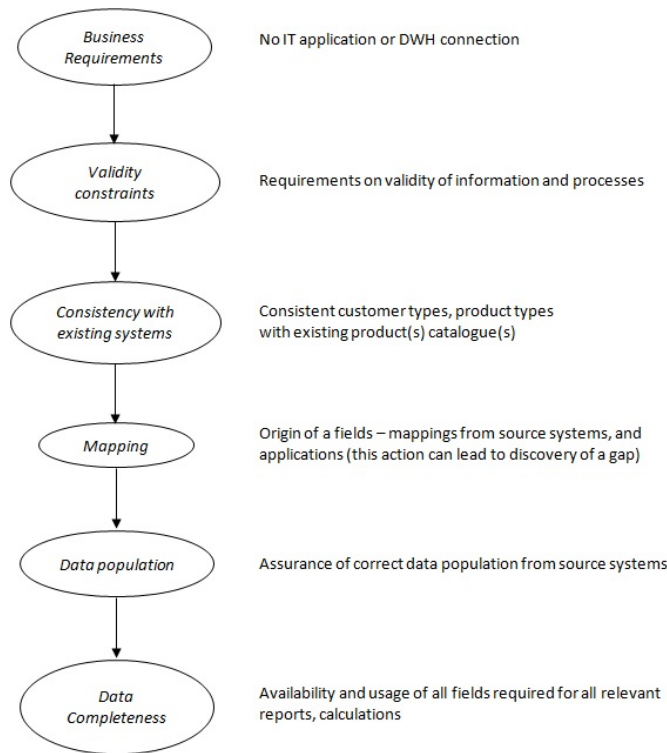 Business
Requirements
No IT application or DWH connection
Validity
constraints
Requirements on validity of information and processes
Consistency with
existing systems
Consistent customer types, product types
with existing product(s) catalogue(s)
Mapping
Origin of a fields – mappings from source systems, and
applications (this action can lead to discovery of a gap)
Data population
Assurance of correct data population from source systems
Data
Completeness
Availability and usage of all fields required for all relevant
reports, calculations